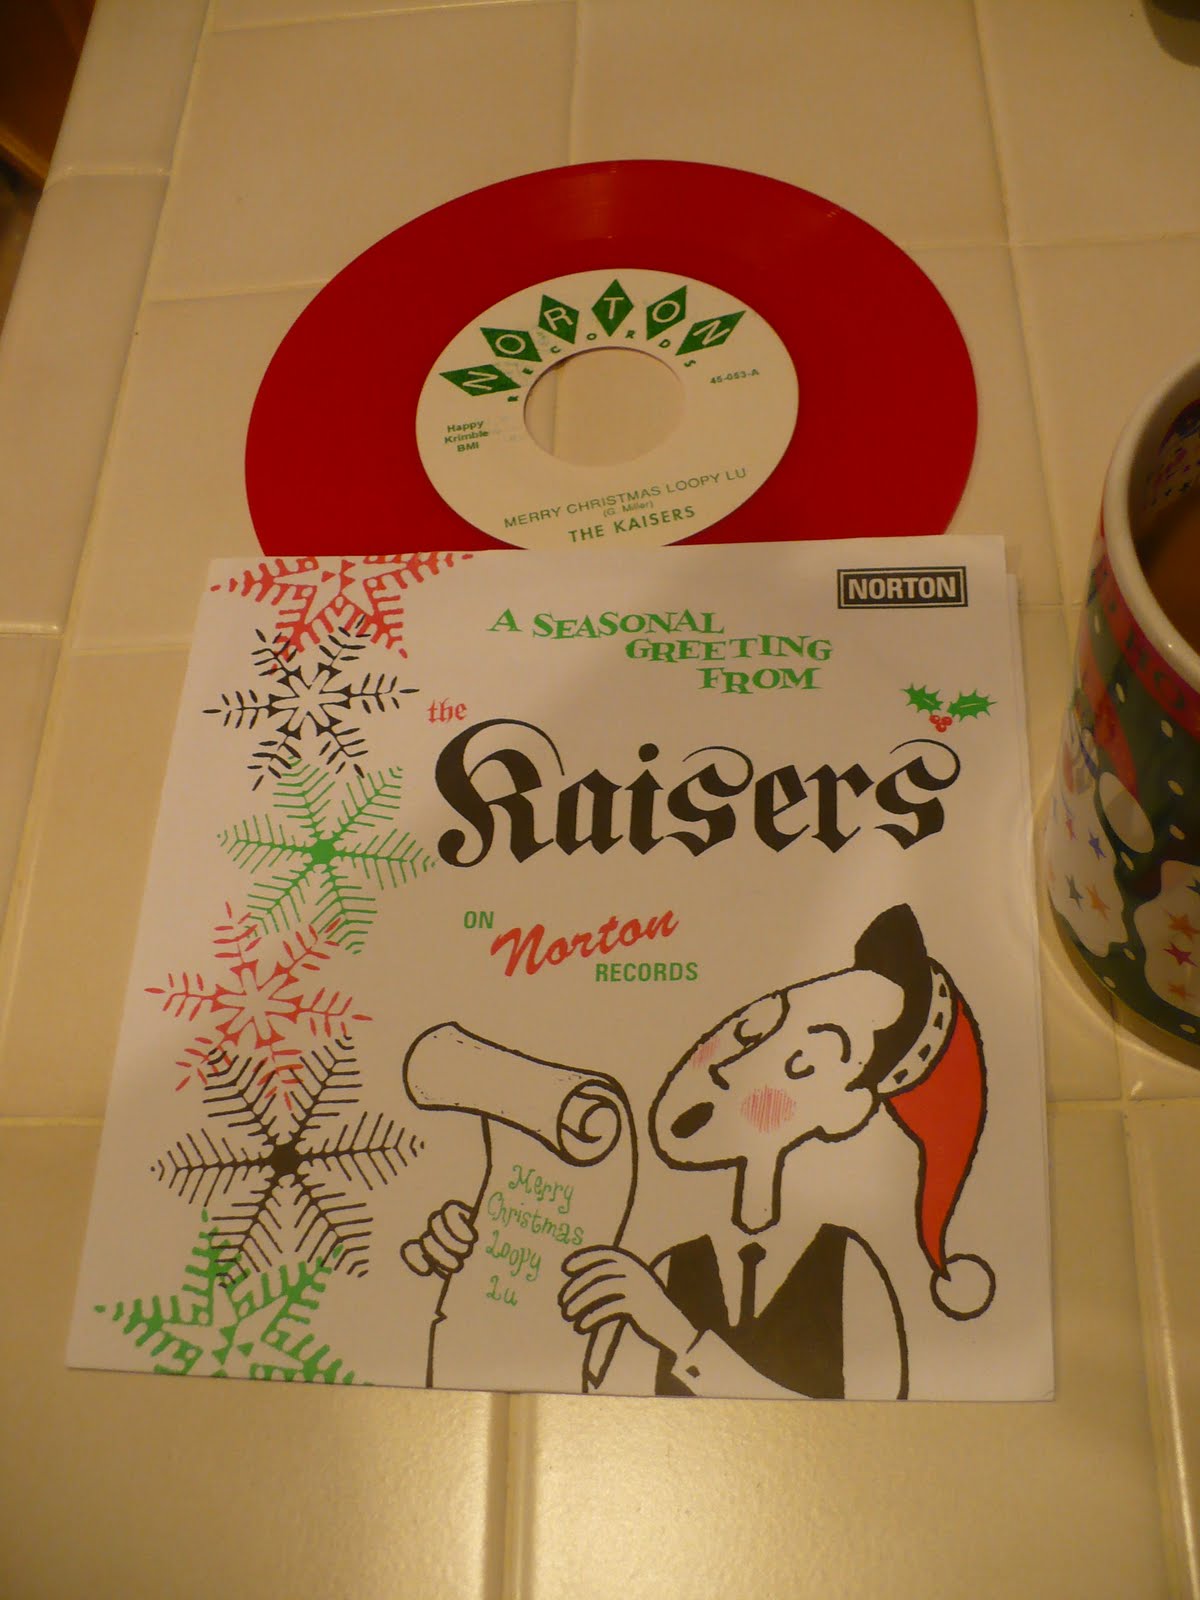 NORTON
RECORDS
45-053-A
Happy
Krimble
BMI
MERRY CHRISTMAS LOOPY LU
(G. Miller)
THE KAISERS
NORTON
A SEASONAL
GREETING
FROM
the
Kaisers
ON
Norton
RECORDS
Merry
Christmas
Loopy
Lu